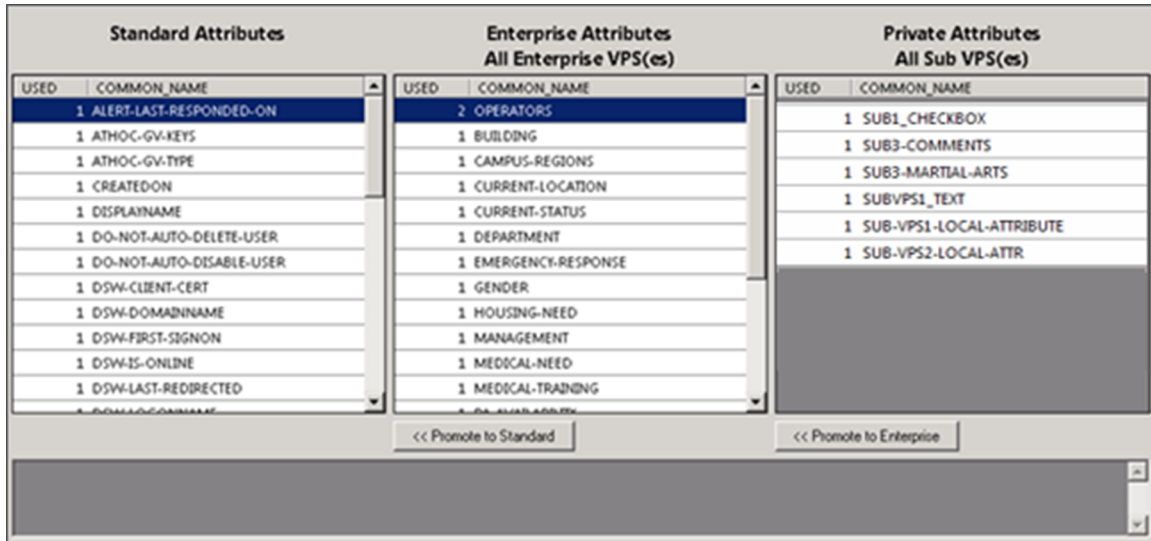 Standard Attributes
USED COMMON_NAME
1 ALERT-LAST-RESPONDED-ON
1 ATHOC-GV-KEYS
1 ATHOC-GV-TYPE
1 CREATEDON
1 DISPLAYNAME
1 DO-NOT-AUTO-DELETE-USER
1 DO-NOT-AUTO-DISABLE-USER
1 DSW-CLIENT-CERT
1 DSW-DOMAINNAME
1 DSW-FIRST-SIGNON
1 DSW-IS-ONLINE
1 DSW-LAST-REDIRECTED
Enterprise Attributes
All Enterprise VPS(es)
USED COMMON_NAME
2 OPERATORS
1 BUILDING
1 CAMPUS-REGIONS
1 CURRENT-LOCATION
1 CURRENT-STATUS
1 DEPARTMENT
1 EMERGENCY-RESPONSE
1 GENDER
1 HOUSING-NEED
1 MANAGEMENT
1 MEDICAL-NEED
1 MEDICAL-TRAINING
<< Promote to Standard
Private Attributes
All Sub VPS(es)
USED COMMON_NAME
1 SUB1_CHECKBOX
1 SUB3-COMMENTS
1 SUB3-MARTIAL-ARTS
1 SUBVPS1_TEXT
1 SUB-VPS1-LOCAL-ATTRIBUTE
1 SUB-VPS2-LOCAL-ATTR
<< Promote to Enterprise